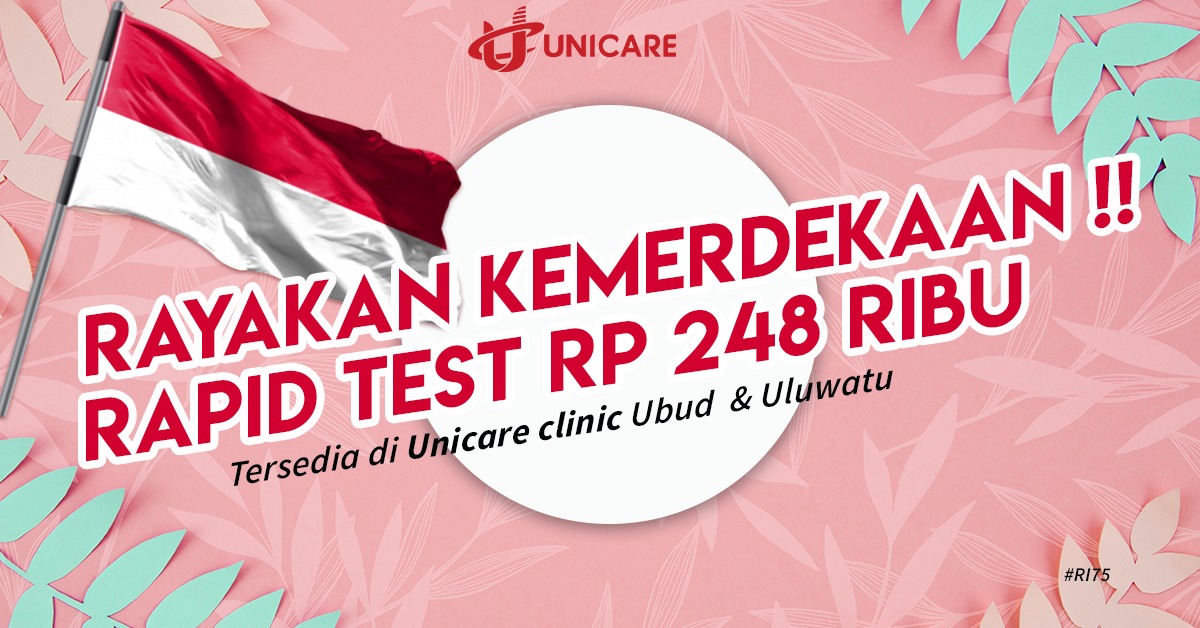 UNICARE
RAYAKAN KEMERDEKAAN !!
RAPID TEST RP 248 RIBU
Tersedia di Unicare clinic Ubud & Uluwatu
#RI75